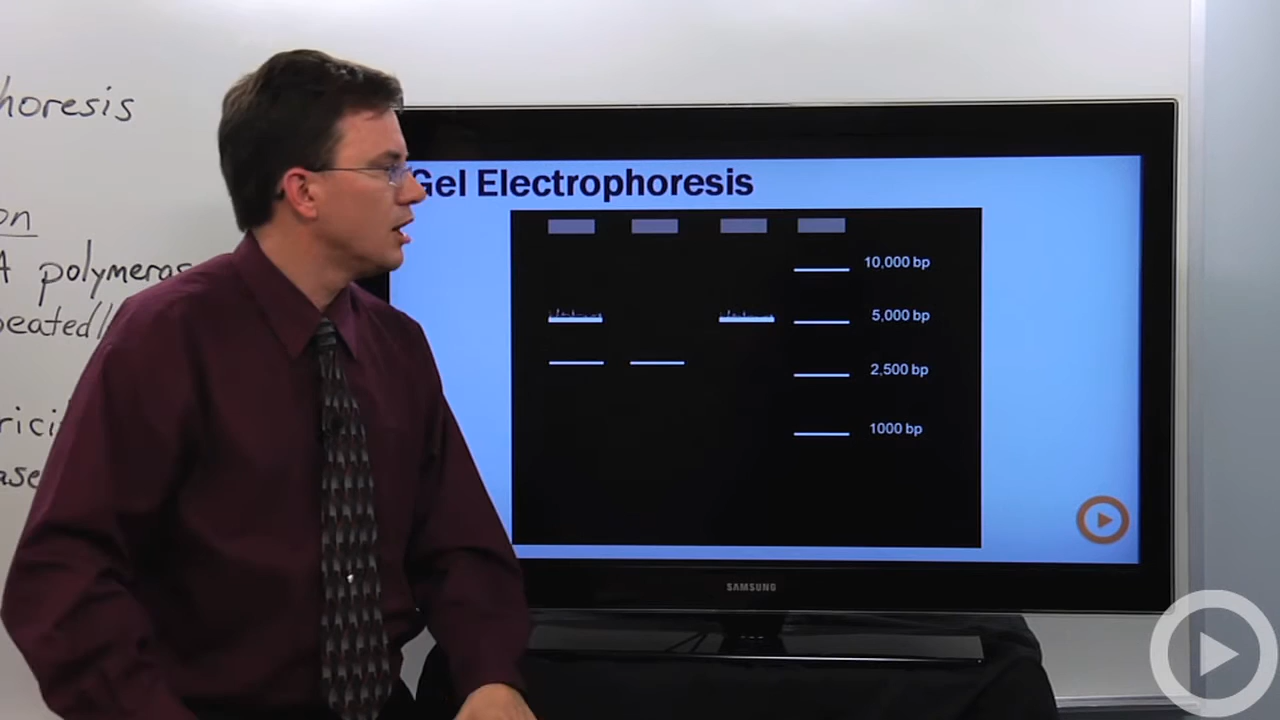 horesis
on
A polymeras
peated/
rici
ase
Gel Electrophoresis
10,000 bp
5,000 bp
2,500 bp
1000 bp
SAMSUNG